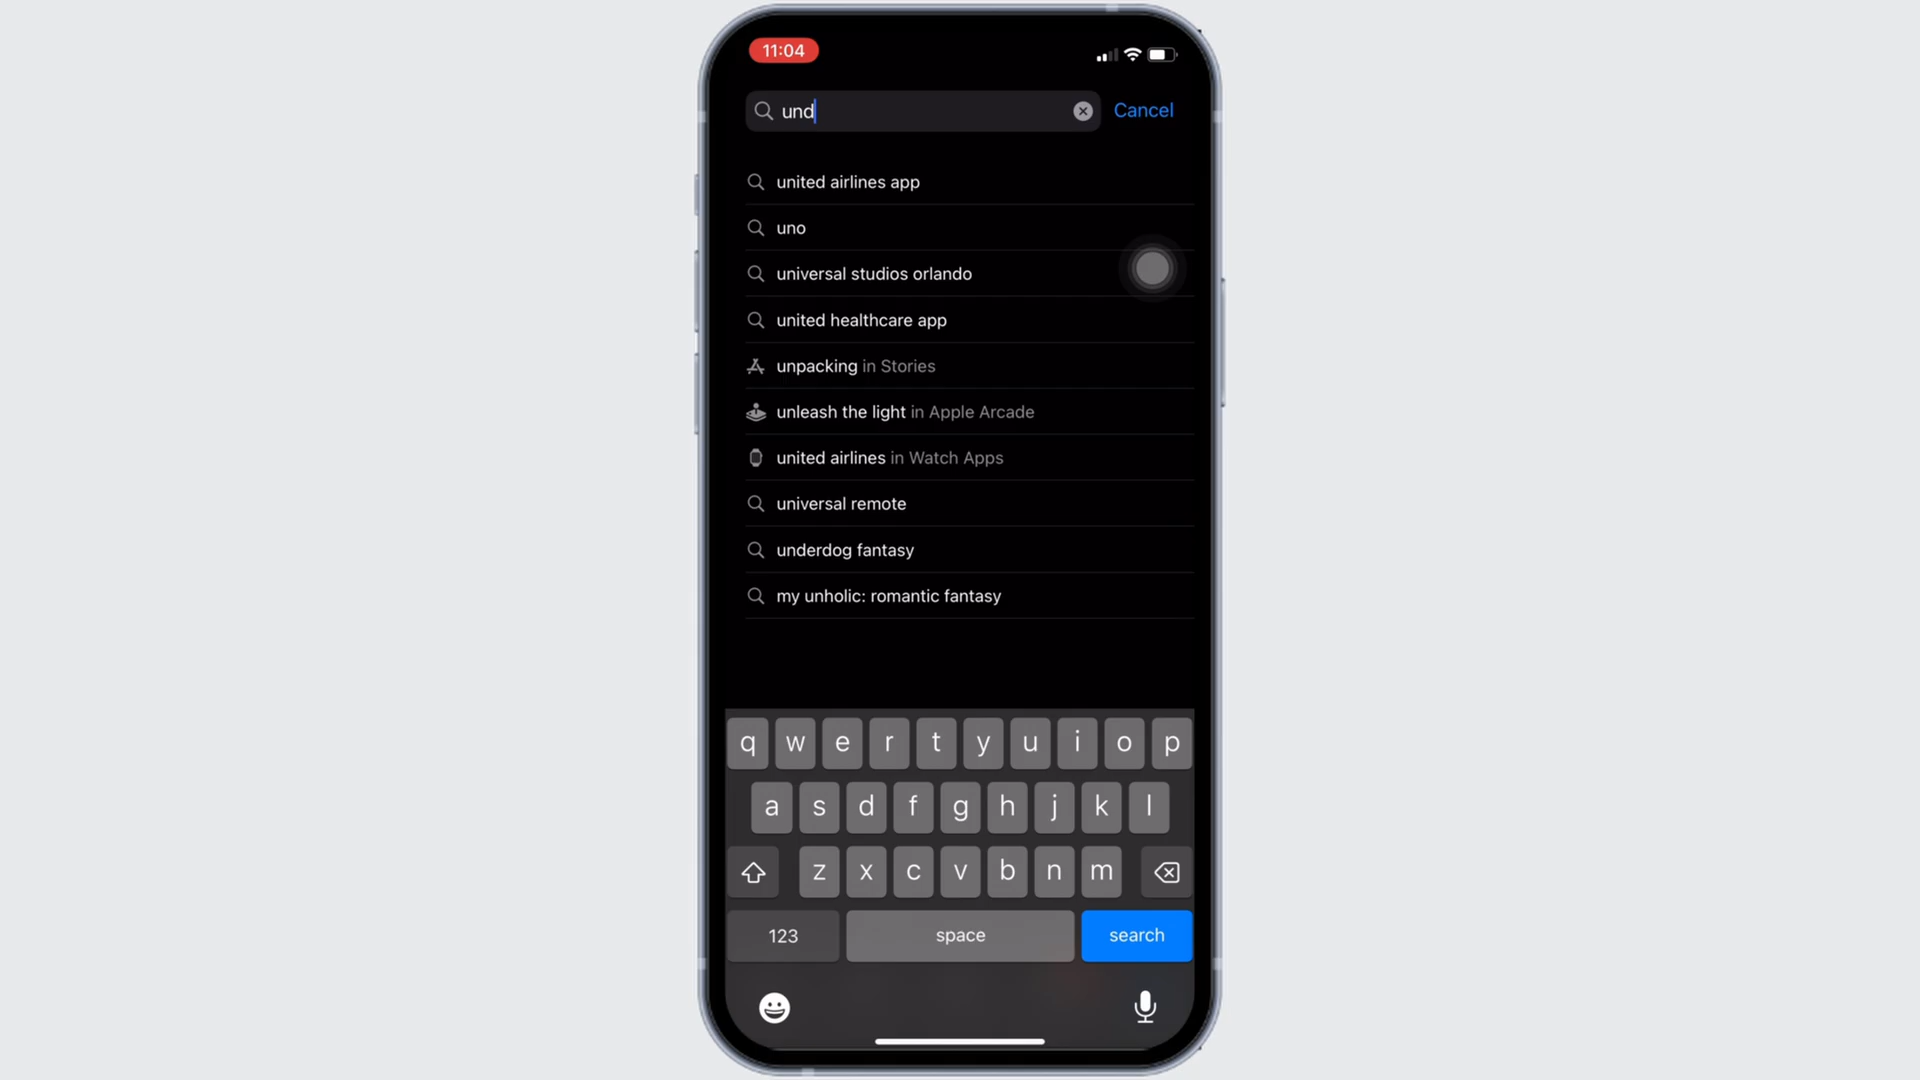 11:04
und
Cancel
united airlines app
uno
universal studios orlando
united healthcare app
unpacking in Stories
unleash the light in Apple Arcade
united airlines in Watch Apps
universal remote
underdog fantasy
my unholic: romantic fantasy
q w e r t y u i o p
a s d f g h j k l
z x c v b n m
123 space search